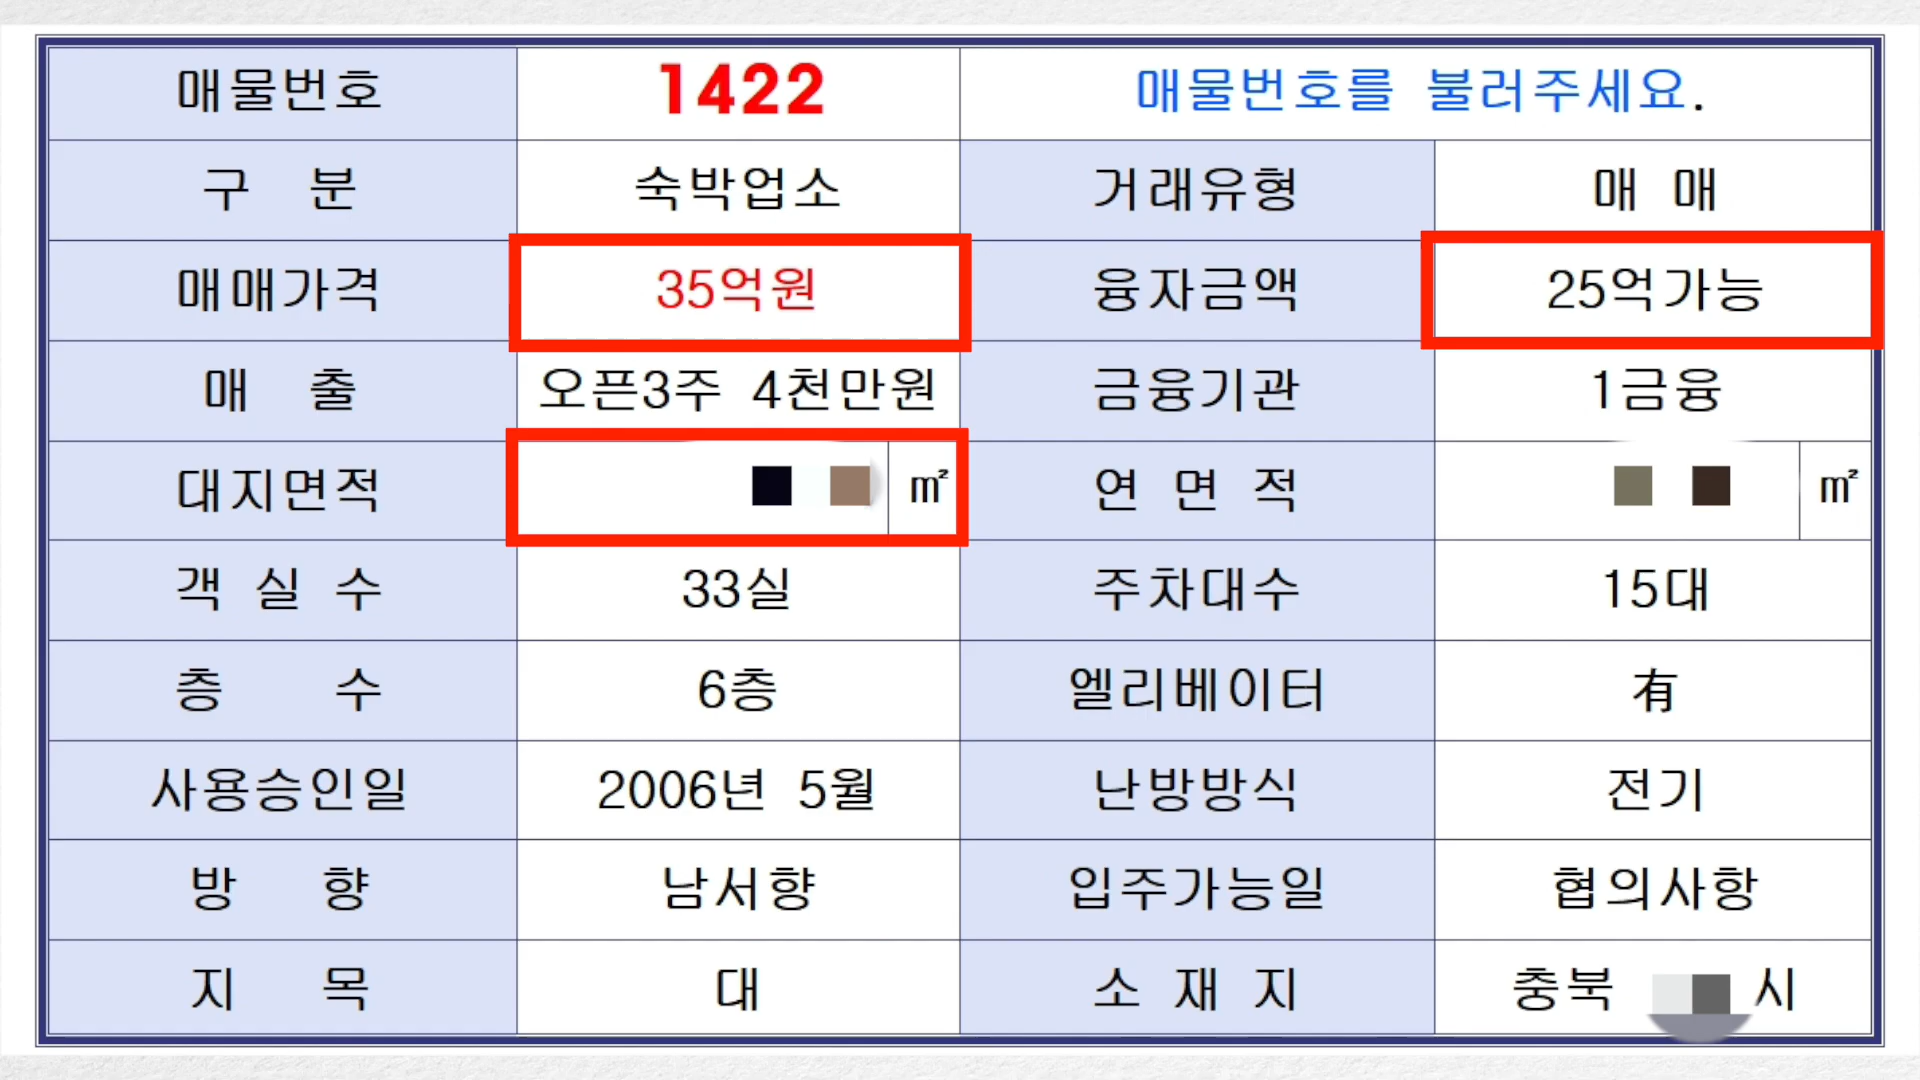 매물번호 1422 매물번호를 불러주세요.
구 분 숙박업소 거래유형 매 매
매매가격 35억원 융자금액 25억가능
매 출 오픈3주 4천만원 금융기관 1금융
대지면적 ㎡ 연 면 적 ㎡
객 실 수 33실 주차대수 15대
층 수 6층 엘리베이터 有
사용승인일 2006년 5월 난방방식 전기
방 향 남서향 입주가능일 협의사항
지 목 대 소 재 지 충북 시